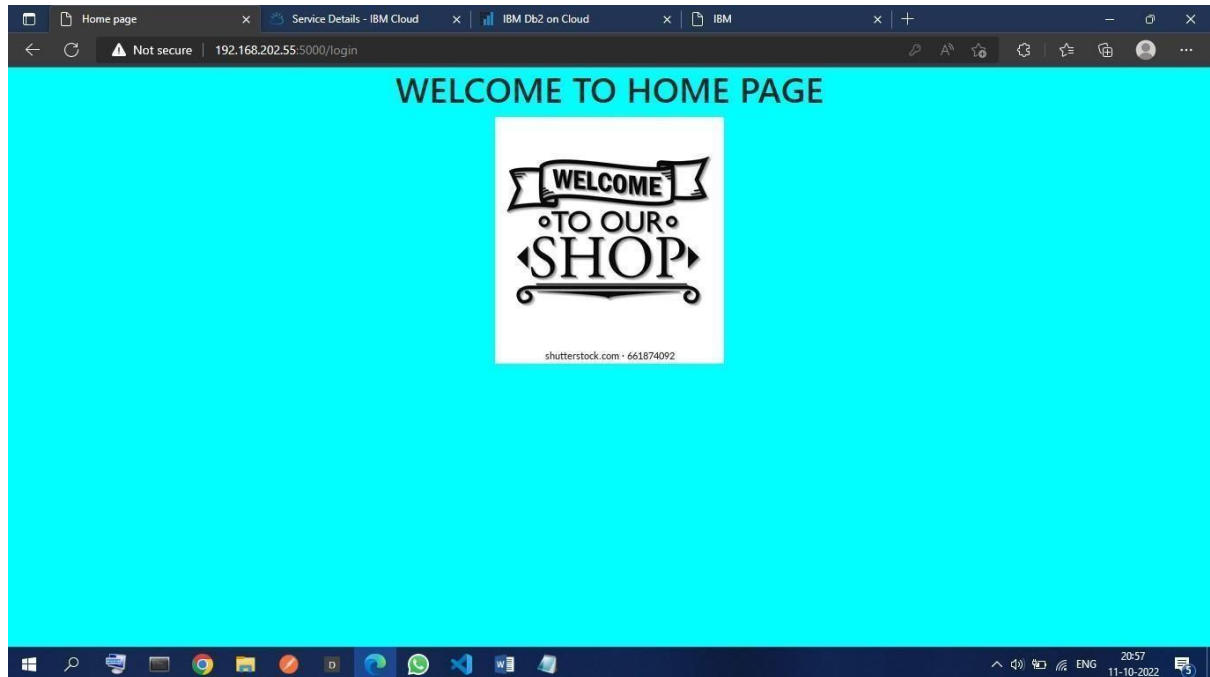 Home page
Service Details - IBM Cloud
IBM Db2 on Cloud
IBM
Not secure
192.168.202.55:5000/login
WELCOME TO HOME PAGE
WELCOME
TO OUR
SHOP
shutterstock.com · 661874092
ENG
20:57
11-10-2022
5